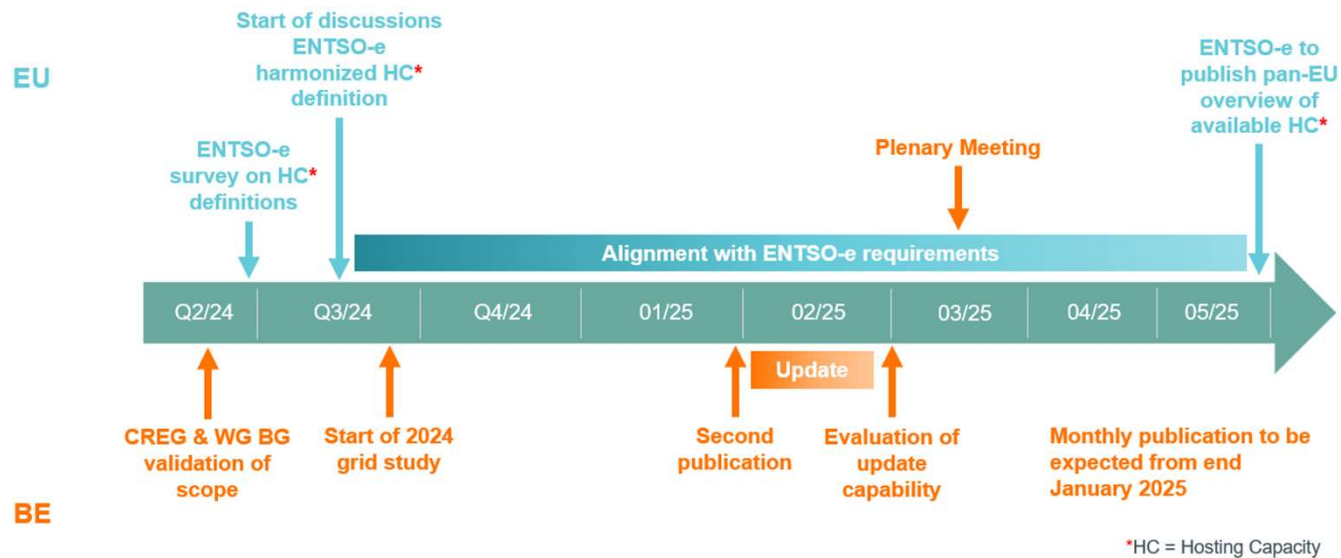 EU
Start of discussions
ENTSO-e
harmonized HC*
definition
ENTSO-e
survey on HC*
definitions
Plenary Meeting
ENTSO-e to
publish pan-EU
overview of
available HC*
Alignment with ENTSO-e requirements
Q2/24
Q3/24
Q4/24
01/25
02/25
03/25
04/25
05/25
Update
CREG & WG BG
validation of
scope
Start of 2024
grid study
Second
publication
Evaluation of
update
capability
Monthly publication to be
expected from end
January 2025
BE
*HC = Hosting Capacity